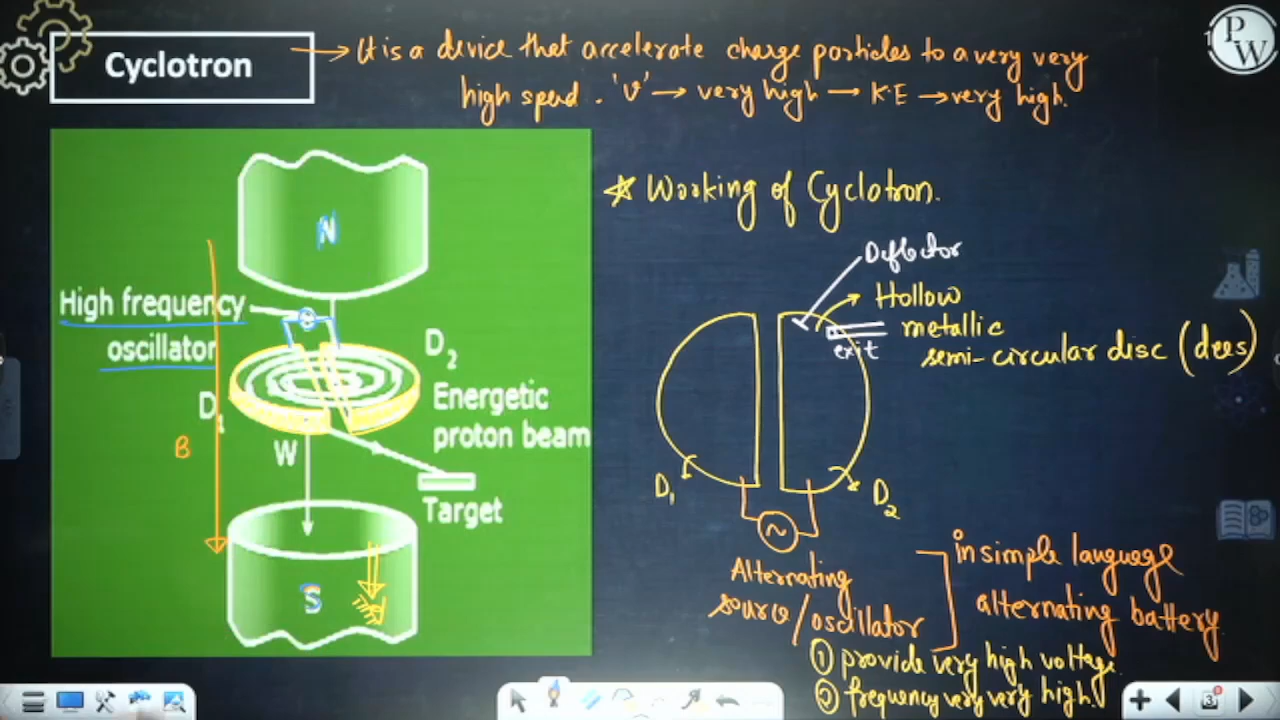 Cyclotron
→ It is a device that accelerate charge particles to a very very
high speed. 'v' → very high → K.E → very high.
PW
N
High frequency
oscillator
D₂
D₁
Energetic
proton beam
B
W
Target
S
☆ Working of Cyclotron.
Deflector
Hollow
metallic
semi-circular disc (dees)
exit
D₁
D₂
~
Alternating
source/oscillator
in simple language
alternating battery
① provide very high voltage.
② frequency very very high.
3